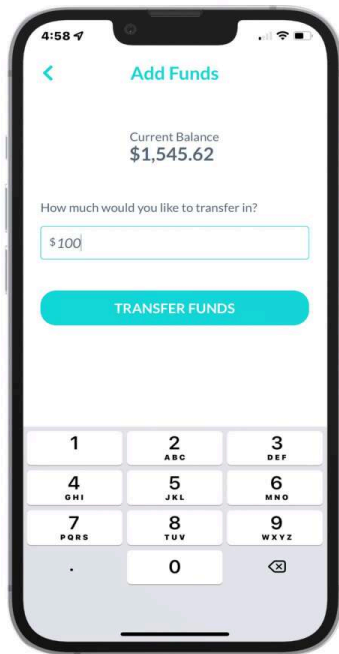 4:58
Add Funds
Current Balance
$1,545.62
How much would you like to transfer in?
$100
TRANSFER FUNDS
1 2 3
ABC DEF
4 5 6
GHI JKL MNO
7 8 9
PQRS TUV WXYZ
. 0